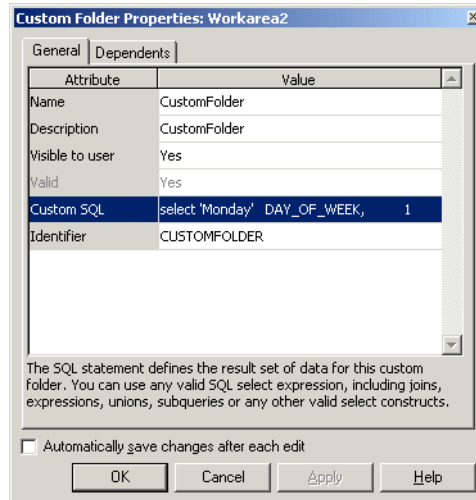 Custom Folder Properties: Workarea2
General Dependents
Attribute Value
Name CustomFolder
Description CustomFolder
Visible to user Yes
Valid Yes
Custom SQL select 'Monday' DAY_OF_WEEK, 1
Identifier CUSTOMFOLDER
The SQL statement defines the result set of data for this custom
folder. You can use any valid SQL select expression, including joins,
expressions, unions, subqueries or any other valid select constructs.
Automatically save changes after each edit
OK Cancel Apply Help